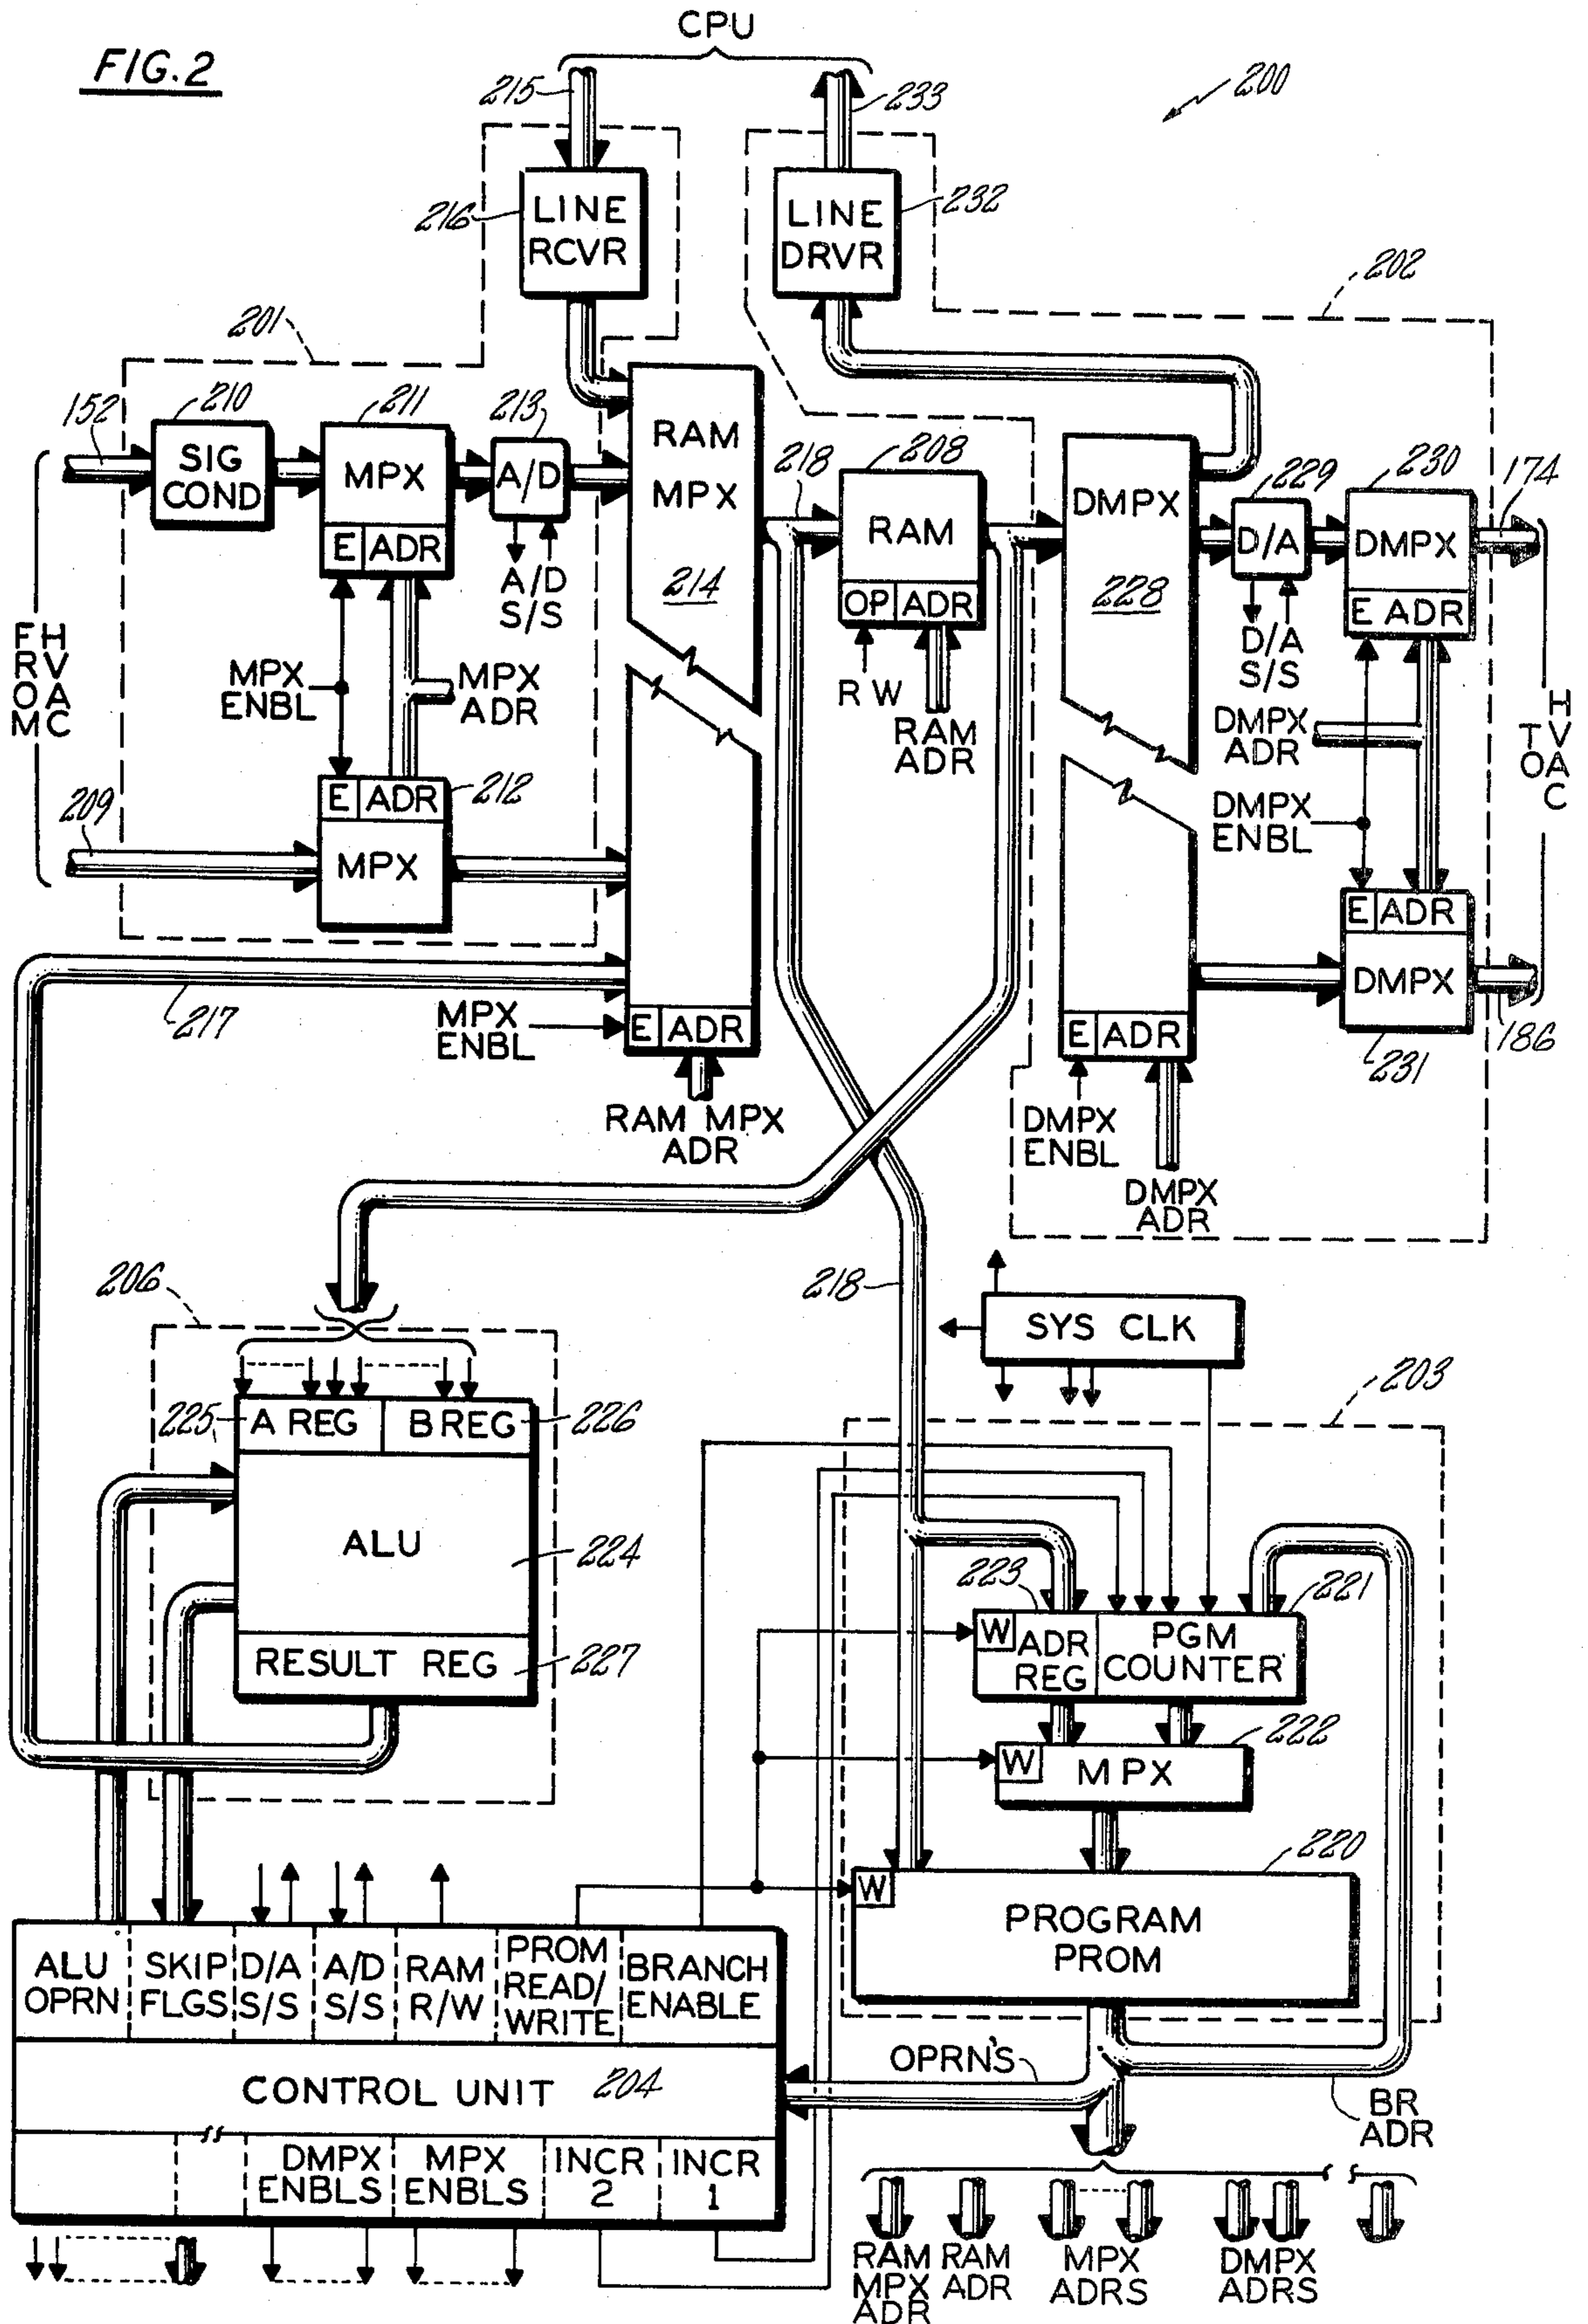 FIG.2
CPU
215
233
200
216
LINE
RCVR
LINE
DRVR
232
202
201
152
210
211
213
SIG
COND
MPX
E ADR
A/D
A/D
S/S
RAM
MPX
214
218
208
RAM
OP ADR
R W
RAM
ADR
DMPX
228
229
D/A
D/A
S/S
230
DMPX
E ADR
174
FROM
HVAC
MPX
ENBL
MPX
ADR
DMPX
ADR
DMPX
ENBL
TO
HVAC
209
E ADR
212
MPX
E ADR
DMPX
186
231
217
MPX
ENBL
E ADR
RAM MPX
ADR
E ADR
DMPX
ENBL
DMPX
ADR
206
218
SYS CLK
203
225
A REG
B REG
226
ALU
224
RESULT REG
227
223
221
W ADR
REG
PGM
COUNTER
222
W MPX
220
W
PROGRAM
PROM
ALU
OPRN
SKIP
FLGS
D/A
S/S
A/D
S/S
RAM
R/W
PROM
READ/
WRITE
BRANCH
ENABLE
CONTROL UNIT 204
OPRN'S
BR
ADR
DMPX
ENBLS
MPX
ENBLS
INCR
2
INCR
1
RAM
MPX
ADR
RAM
ADR
MPX
ADRS
DMPX
ADRS